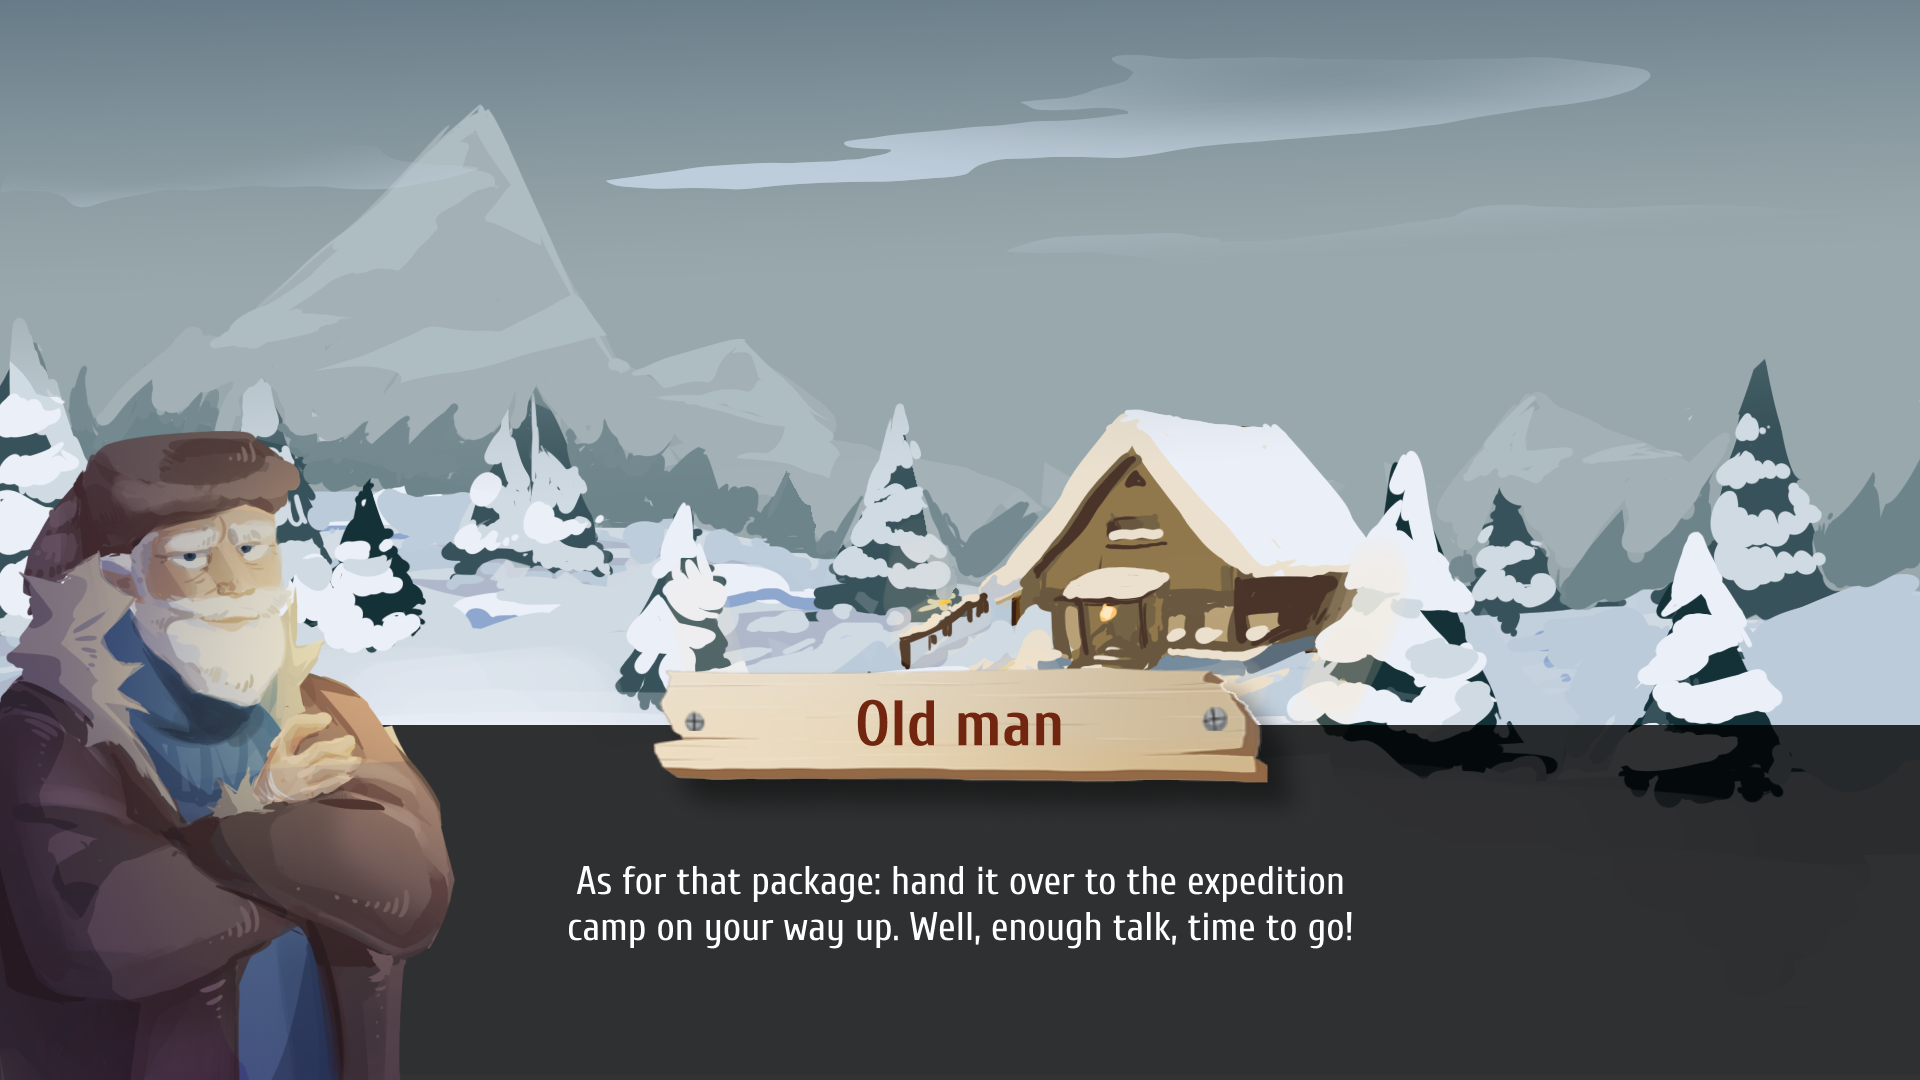 Old man
As for that package: hand it over to the expedition
camp on your way up. Well, enough talk, time to go!